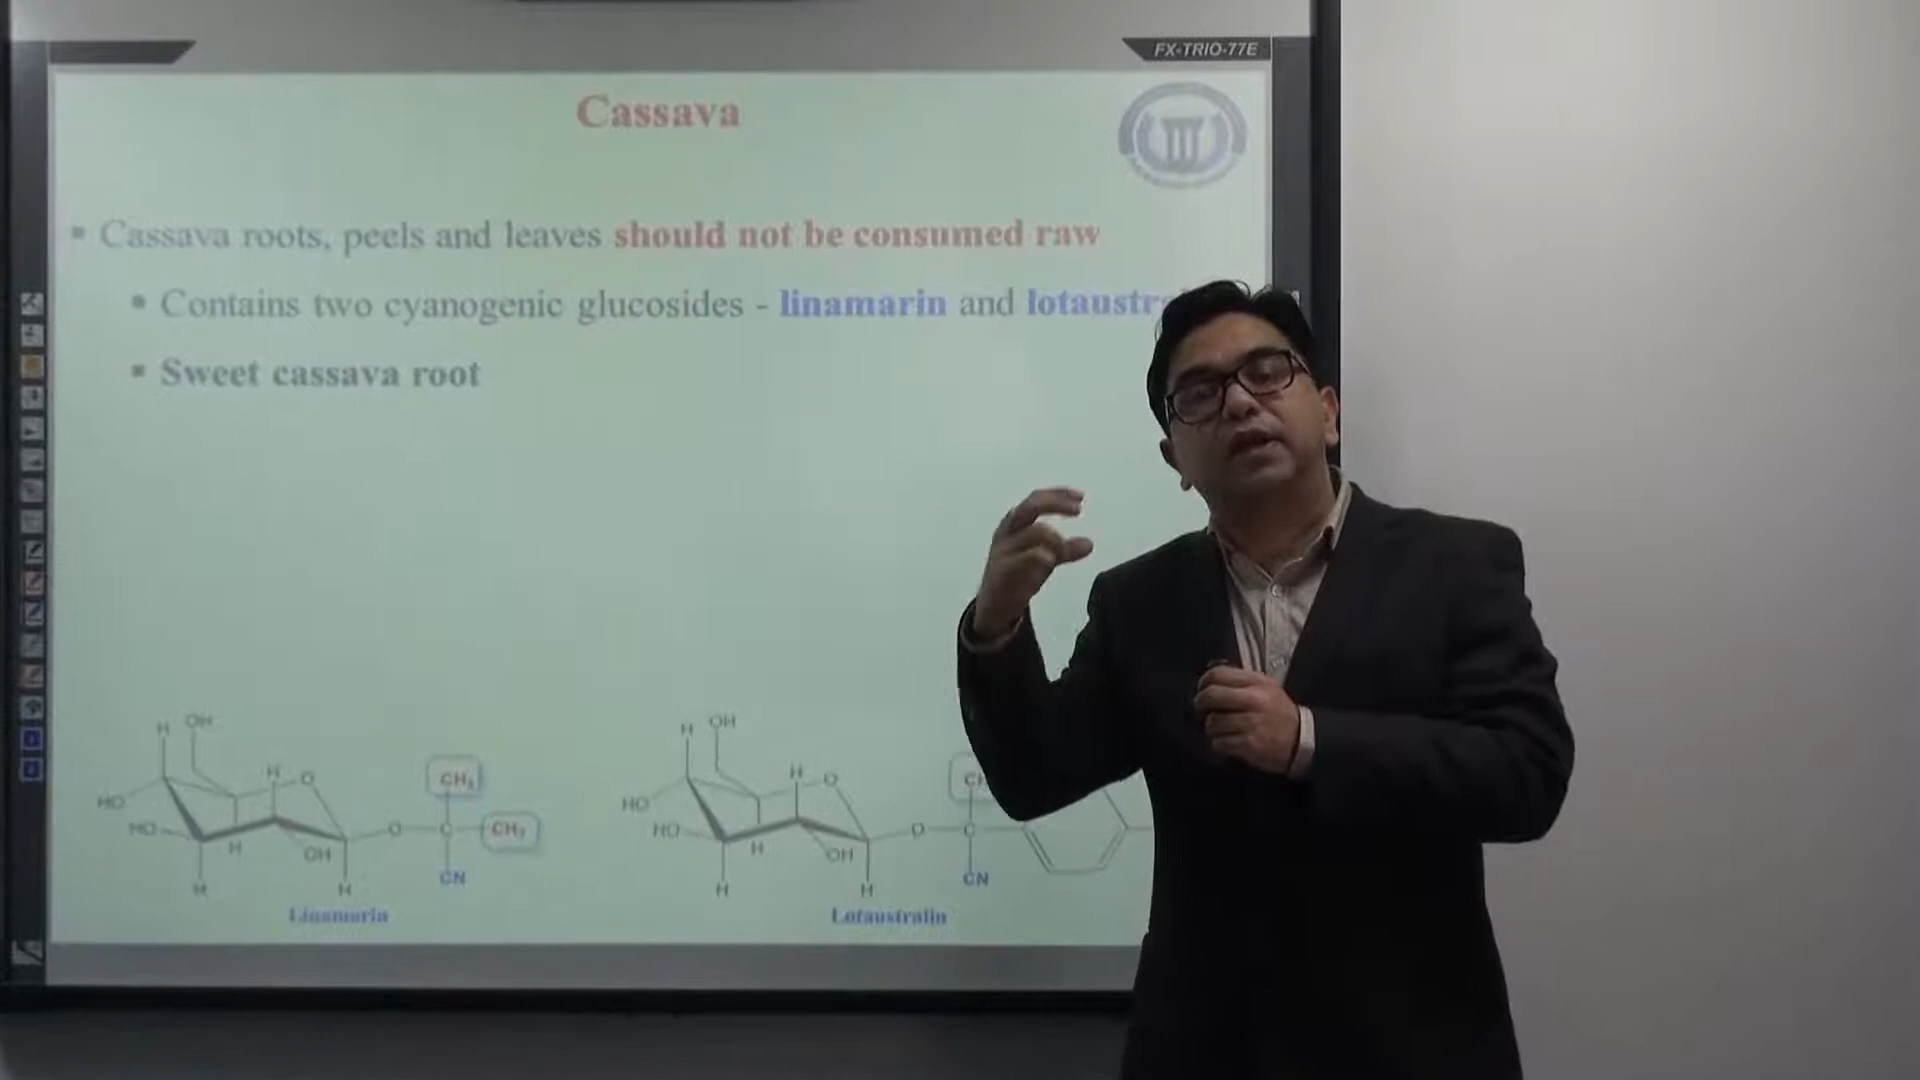 FX-TRIO-77E
Cassava
▪ Cassava roots, peels and leaves should not be consumed raw
▪ Contains two cyanogenic glucosides - linamarin and lotaustr
▪ Sweet cassava root
H OH
H O
HO
HO
H
OH
H
H
O
C
CH₃
CH₃
CN
Linamarin
H OH
H O
HO
HO
H
OH
H
H
O
C
CN
Lotaustralin